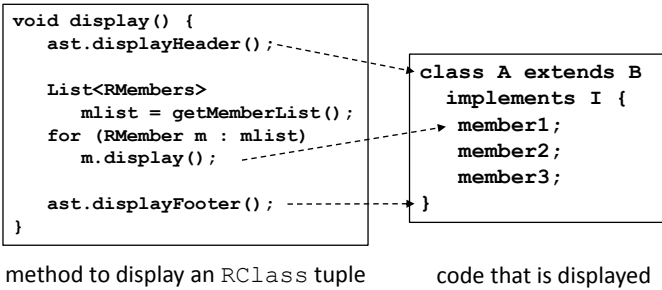 void display() {
ast.displayHeader();
List<RMembers>
mlist = getMemberList();
for (RMember m : mlist)
m.display();
ast.displayFooter();
}
class A extends B
implements I {
member1;
member2;
member3;
}
method to display an RClass tuple
code that is displayed